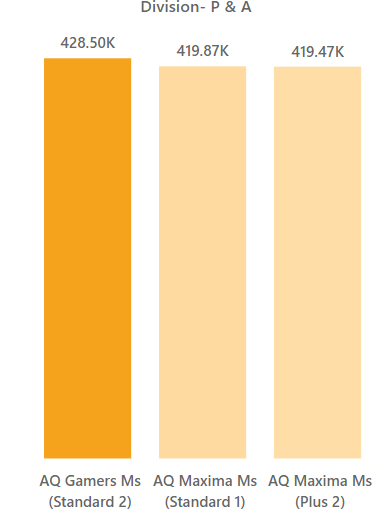 Division- P & A
428.50K
419.87K
419.47K
AQ Gamers Ms
(Standard 2)
AQ Maxima Ms
(Standard 1)
AQ Maxima Ms
(Plus 2)